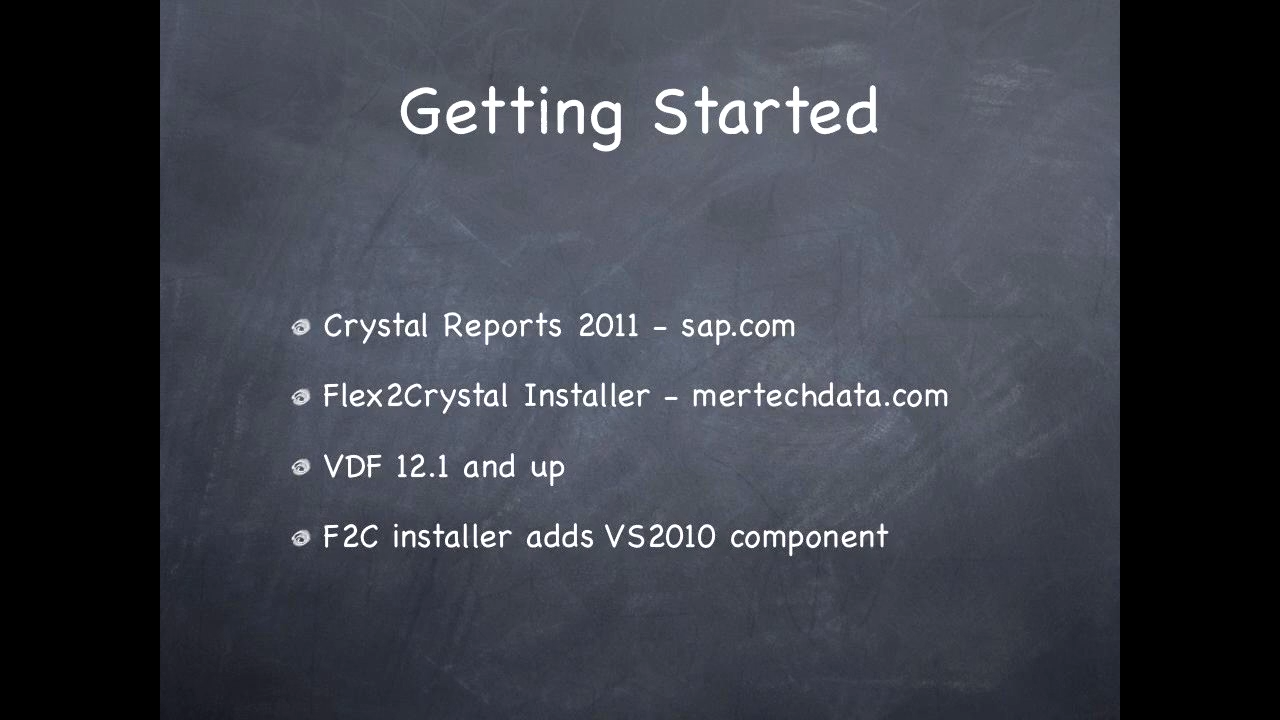 Getting Started
Crystal Reports 2011 - sap.com
Flex2Crystal Installer - mertechdata.com
VDF 12.1 and up
F2C installer adds VS2010 component